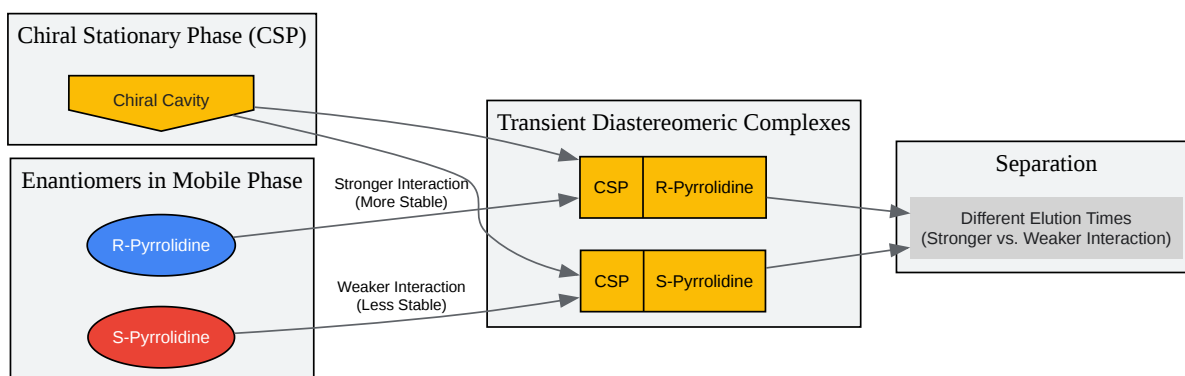 Chiral Stationary Phase (CSP)
Chiral Cavity
Enantiomers in Mobile Phase
R-Pyrrolidine
S-Pyrrolidine
Stronger Interaction
(More Stable)
Weaker Interaction
(Less Stable)
Transient Diastereomeric Complexes
CSP R-Pyrrolidine
CSP S-Pyrrolidine
Separation
Different Elution Times
(Stronger vs. Weaker Interaction)